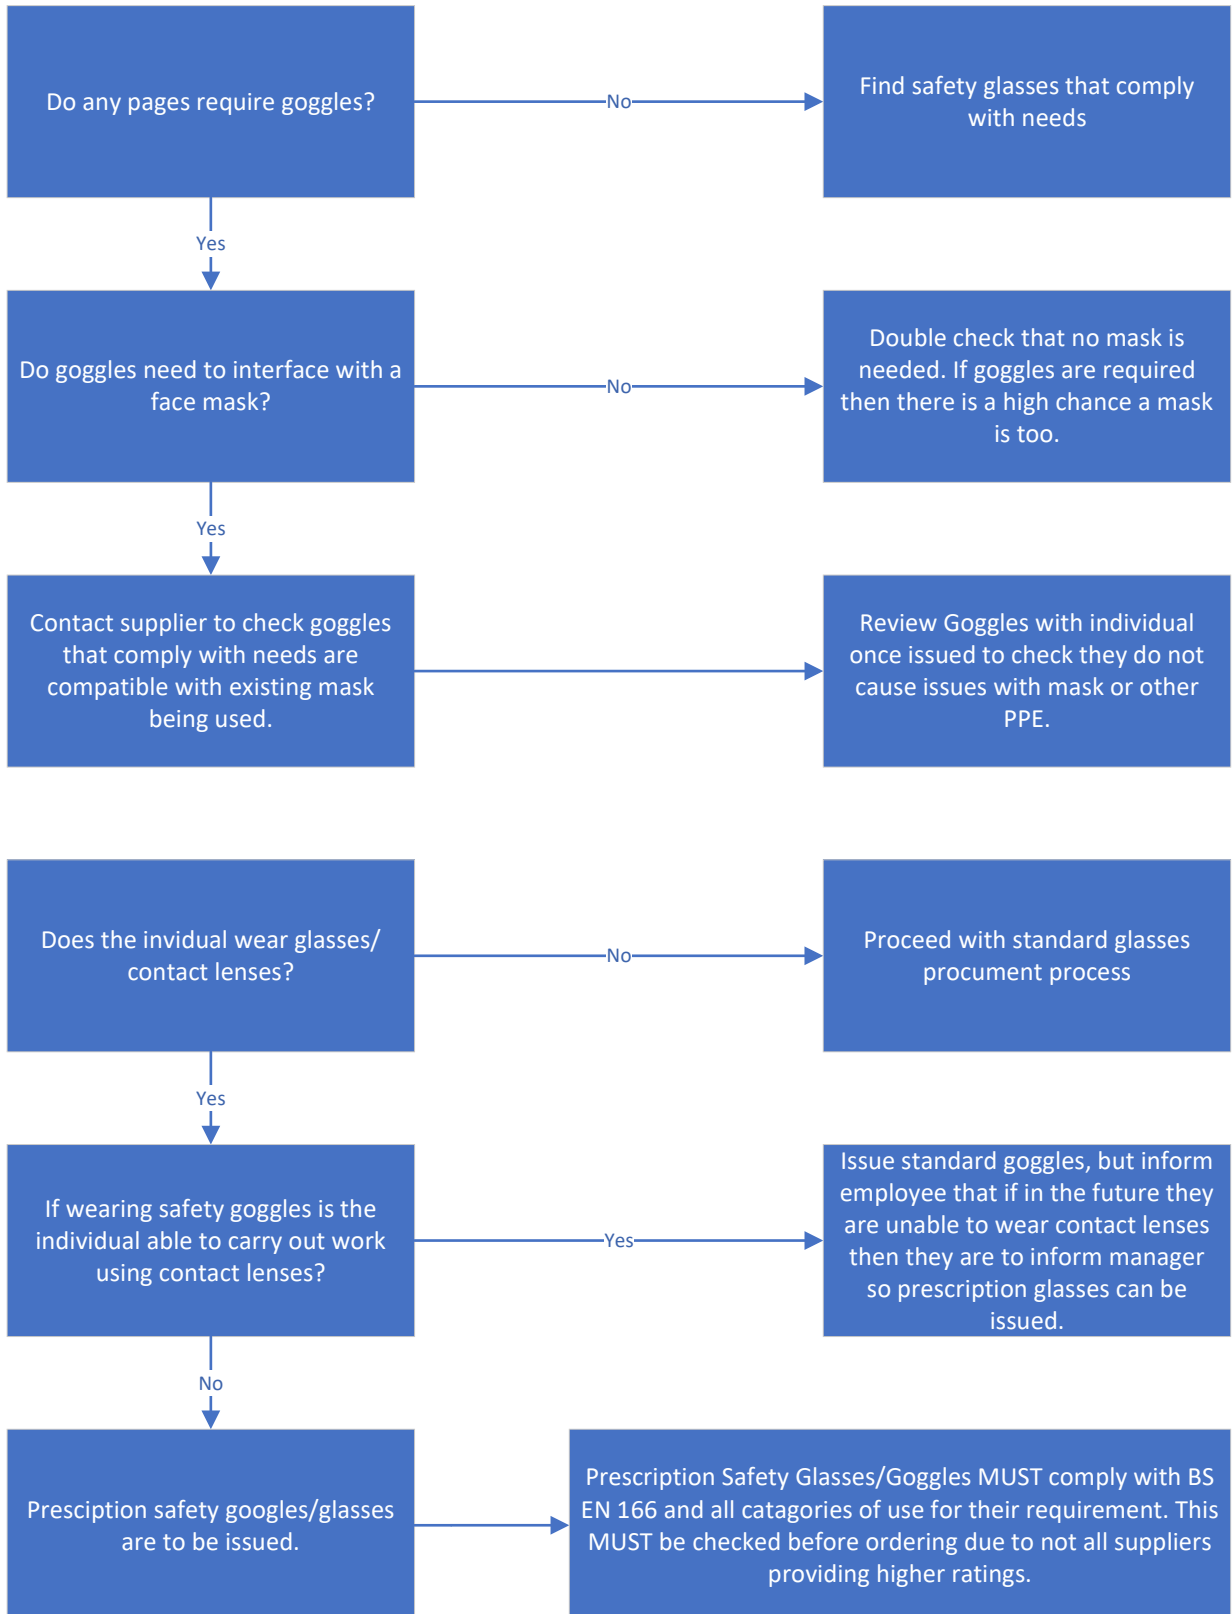 Do any pages require goggles?
No
Find safety glasses that comply
with needs
Yes
Do goggles need to interface with a
face mask?
No
Double check that no mask is
needed. If goggles are required
then there is a high chance a mask
is too.
Yes
Contact supplier to check goggles
that comply with needs are
compatible with existing mask
being used.
Review Goggles with individual
once issued to check they do not
cause issues with mask or other
PPE.
Does the invidual wear glasses/
contact lenses?
No
Proceed with standard glasses
procument process
Yes
If wearing safety goggles is the
individual able to carry out work
using contact lenses?
Yes
Issue standard goggles, but inform
employee that if in the future they
are unable to wear contact lenses
then they are to inform manager
so prescription glasses can be
issued.
No
Presciption safety googles/glasses
are to be issued.
Prescription Safety Glasses/Goggles MUST comply with BS
EN 166 and all catagories of use for their requirement. This
MUST be checked before ordering due to not all suppliers
providing higher ratings.